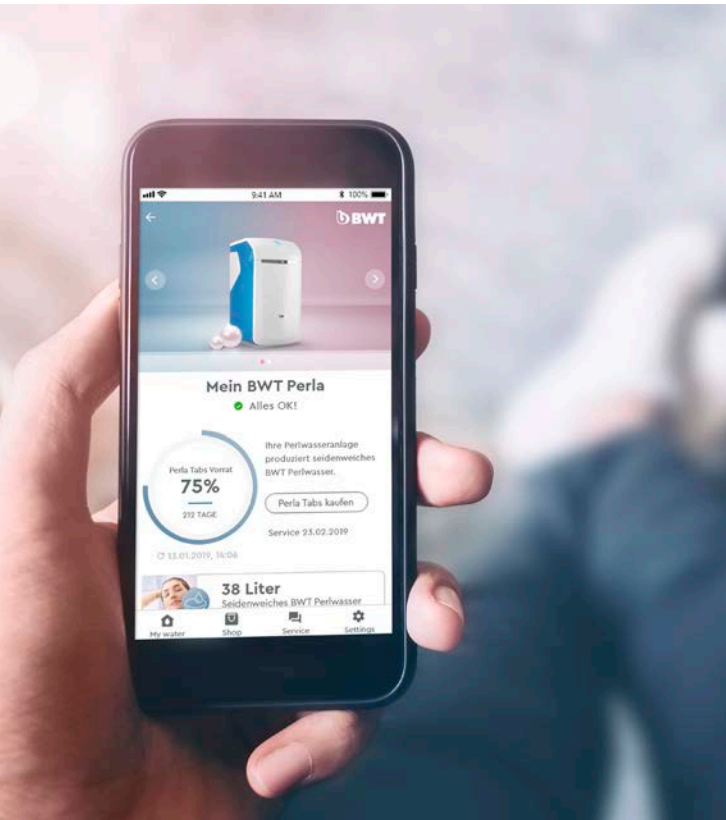 9:41 AM 100%
BWT
Mein BWT Perla
Alles OK!
Perla Tabs Vorrat
75%
212 TAGE
Ihre Perlwasseranlage
produziert seidenweiches
BWT Perlwasser.
Perla Tabs kaufen
Service 23.02.2019
13.01.2019, 14:06
38 Liter
Seidenweiches BWT Perlwasser
My water Shop Service Settings